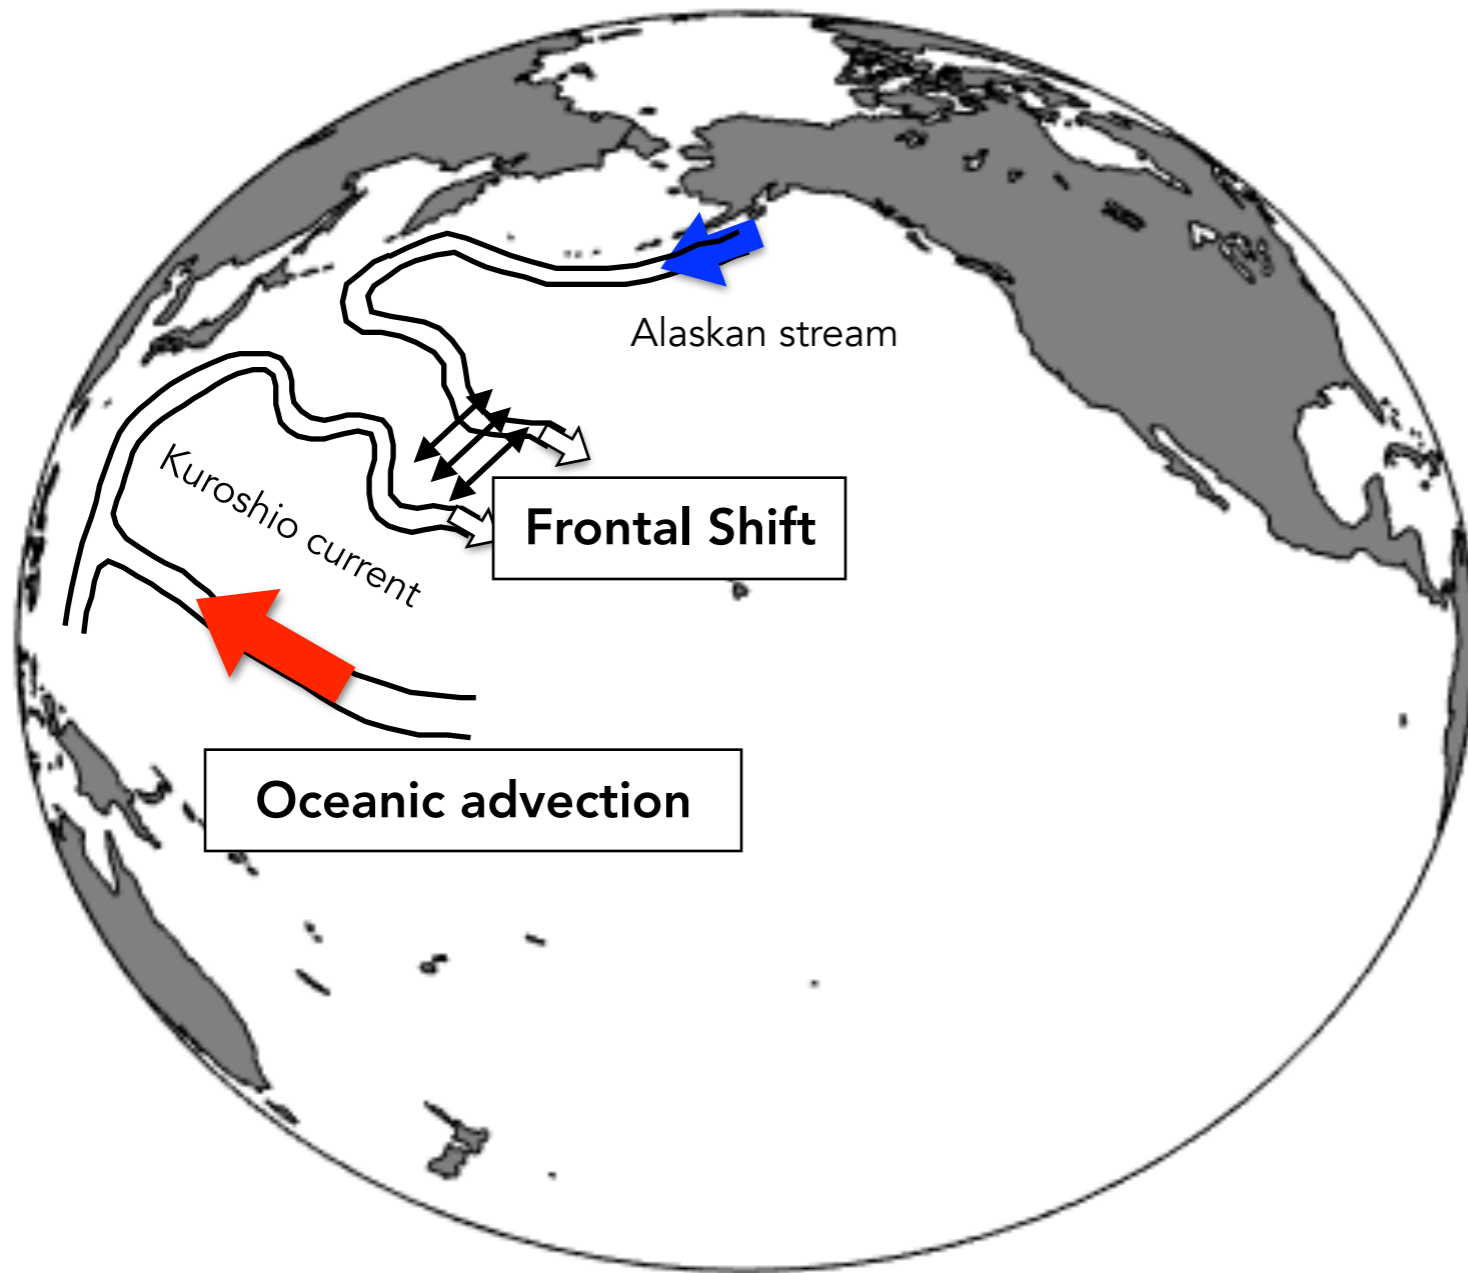 Alaskan stream
Kuroshio current
Frontal Shift
Oceanic advection